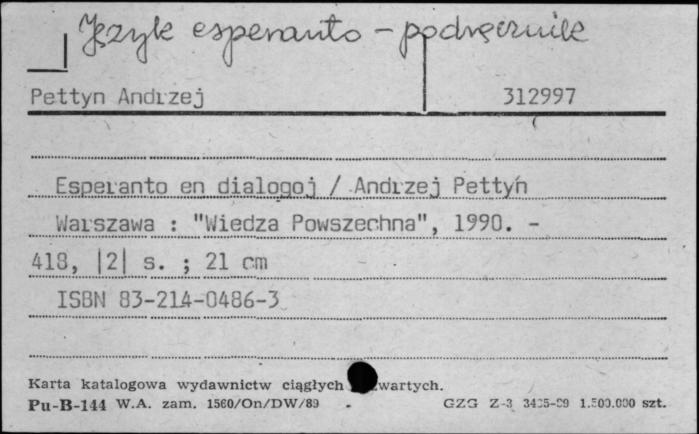 Język esperanto - podręcznik
Pettyn Andrzej 312997
Esperanto en dialogoj / Andrzej Pettyn
Warszawa : "Wiedza Powszechna", 1990. -
418, |2| s. ; 21 cm
ISBN 83-214-0486-3
Karta katalogowa wydawnictw ciągłych wartych.
Pu-B-144 W.A. zam. 1560/On/DW/89 GZG Z-3 1.500.000 szt.